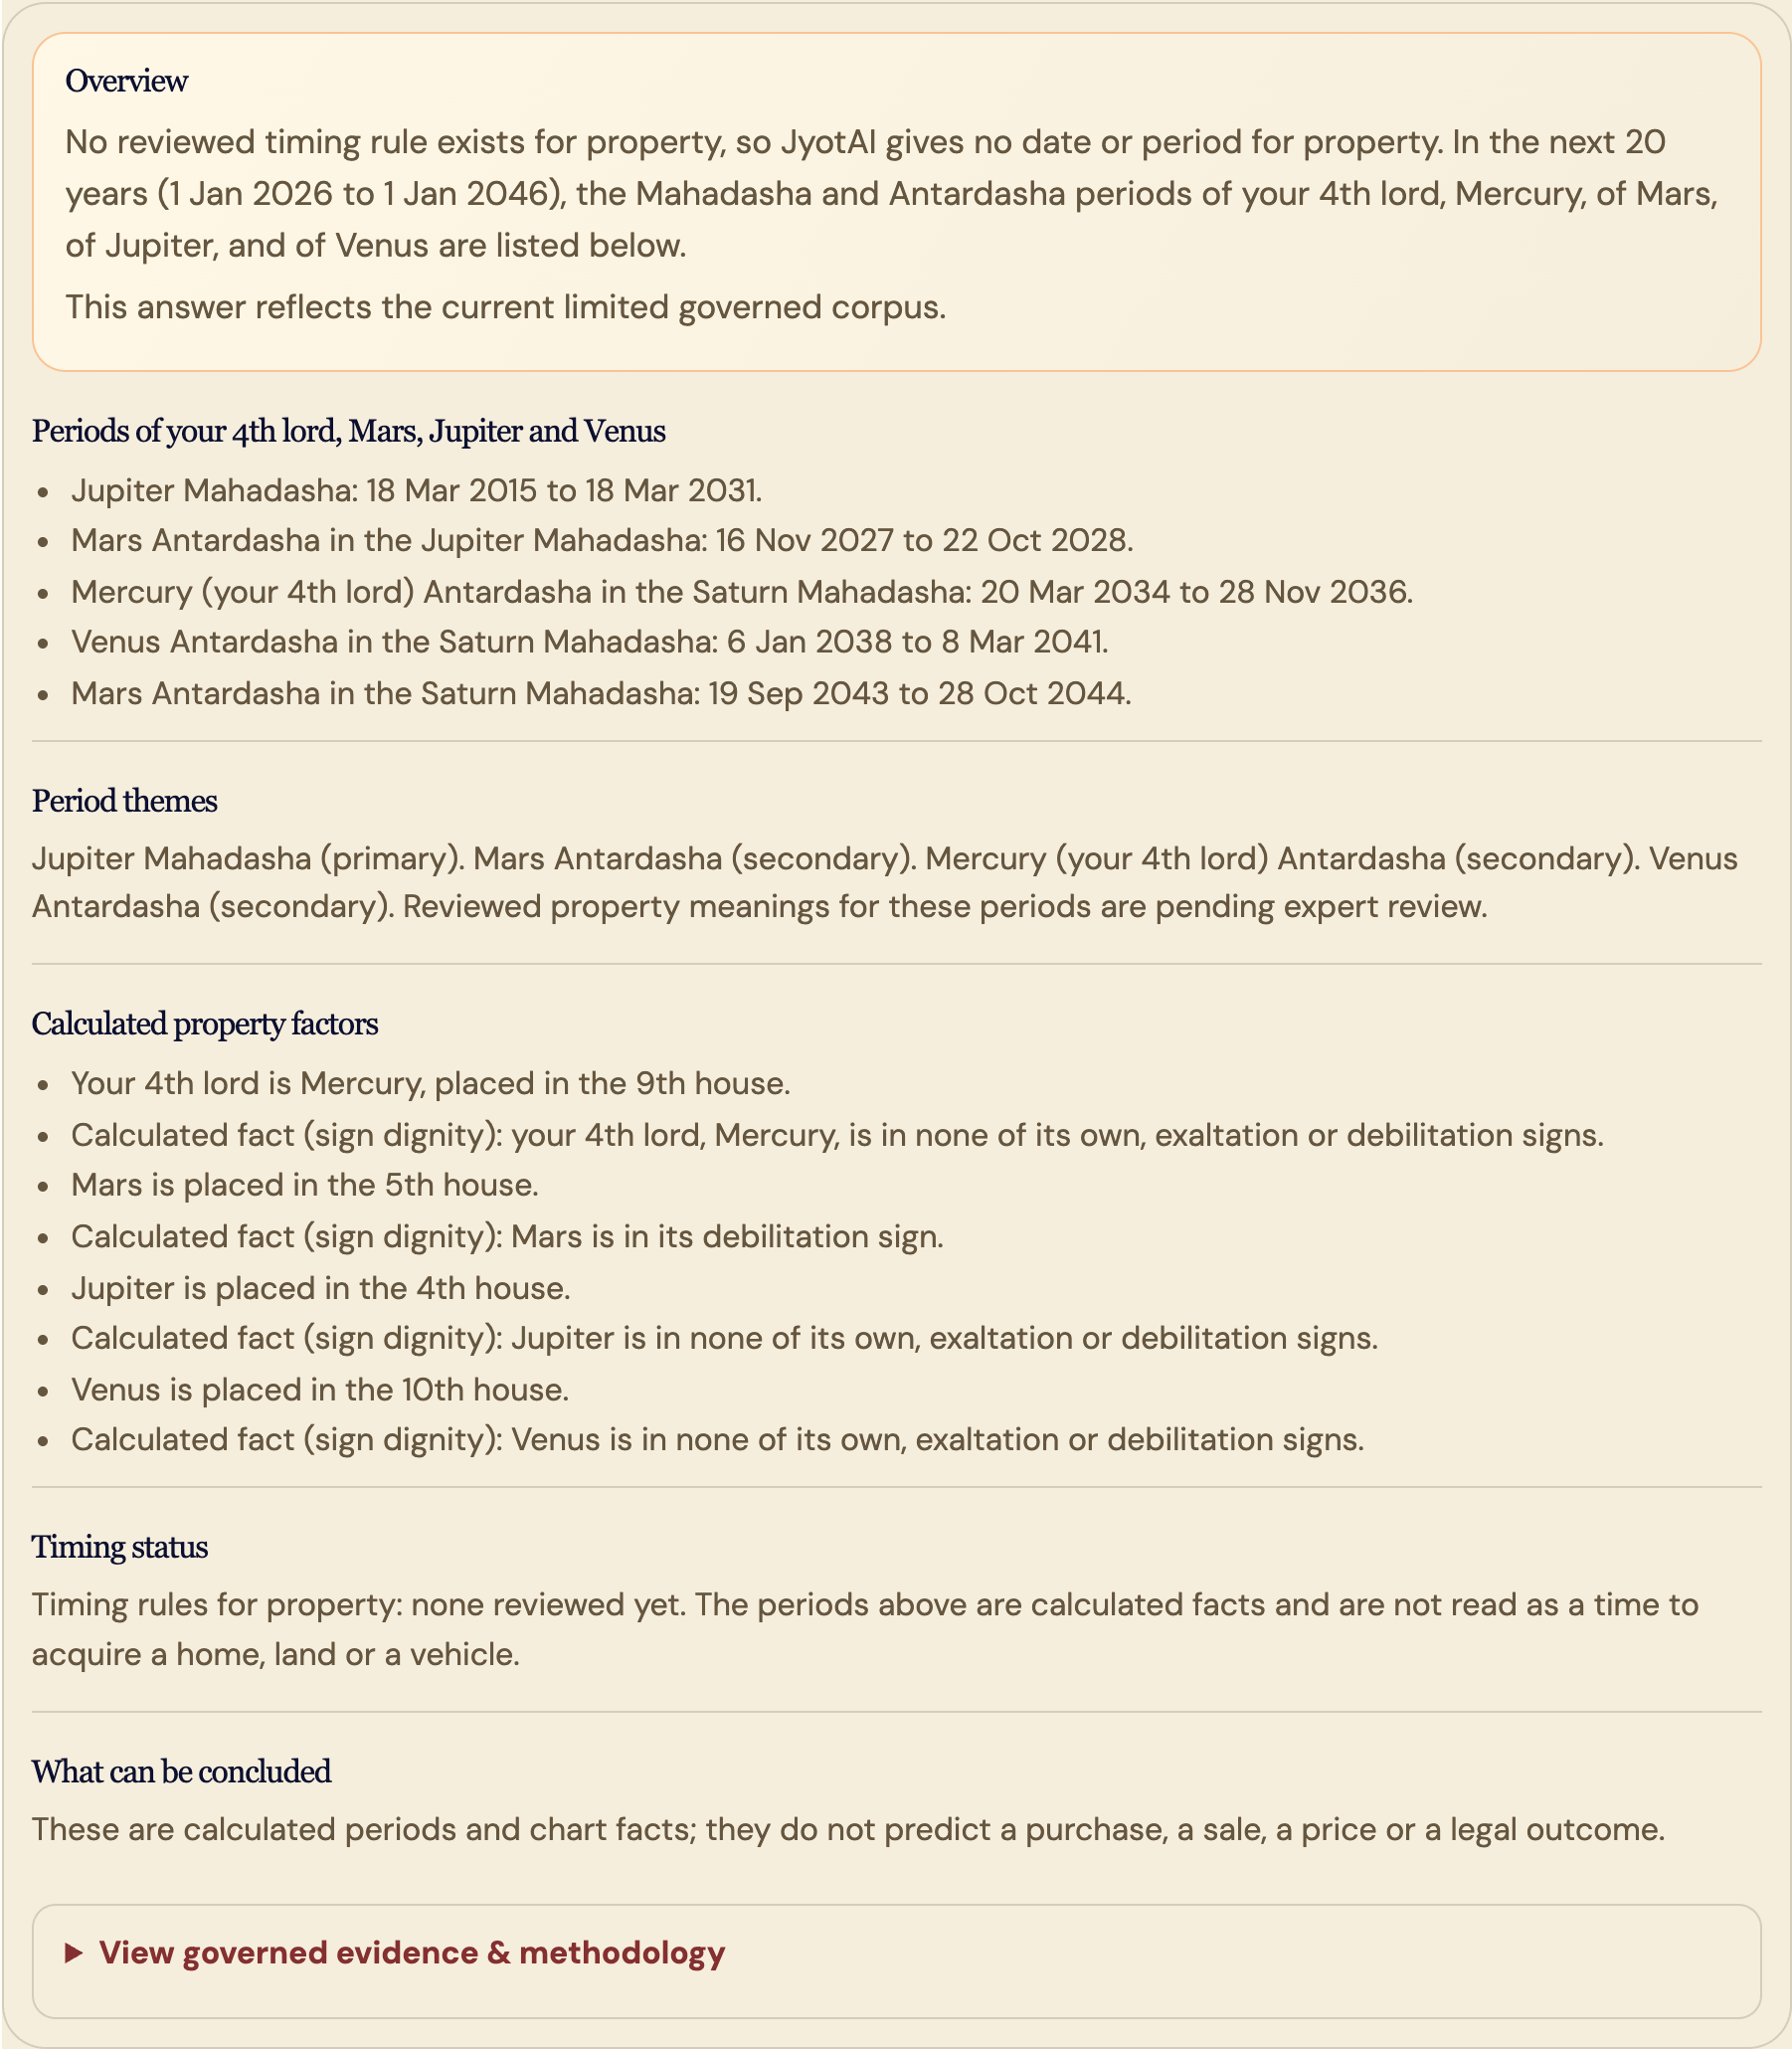 Overview
No reviewed timing rule exists for property, so JyotAI gives no date or period for property. In the next 20
years (1 Jan 2026 to 1 Jan 2046), the Mahadasha and Antardasha periods of your 4th lord, Mercury, of Mars,
of Jupiter, and of Venus are listed below.
This answer reflects the current limited governed corpus.
Periods of your 4th lord, Mars, Jupiter and Venus
• Jupiter Mahadasha: 18 Mar 2015 to 18 Mar 2031.
• Mars Antardasha in the Jupiter Mahadasha: 16 Nov 2027 to 22 Oct 2028.
• Mercury (your 4th lord) Antardasha in the Saturn Mahadasha: 20 Mar 2034 to 28 Nov 2036.
• Venus Antardasha in the Saturn Mahadasha: 6 Jan 2038 to 8 Mar 2041.
• Mars Antardasha in the Saturn Mahadasha: 19 Sep 2043 to 28 Oct 2044.
Period themes
Jupiter Mahadasha (primary). Mars Antardasha (secondary). Mercury (your 4th lord) Antardasha (secondary). Venus
Antardasha (secondary). Reviewed property meanings for these periods are pending expert review.
Calculated property factors
• Your 4th lord is Mercury, placed in the 9th house.
• Calculated fact (sign dignity): your 4th lord, Mercury, is in none of its own, exaltation or debilitation signs.
• Mars is placed in the 5th house.
• Calculated fact (sign dignity): Mars is in its debilitation sign.
• Jupiter is placed in the 4th house.
• Calculated fact (sign dignity): Jupiter is in none of its own, exaltation or debilitation signs.
• Venus is placed in the 10th house.
• Calculated fact (sign dignity): Venus is in none of its own, exaltation or debilitation signs.
Timing status
Timing rules for property: none reviewed yet. The periods above are calculated facts and are not read as a time to
acquire a home, land or a vehicle.
What can be concluded
These are calculated periods and chart facts; they do not predict a purchase, a sale, a price or a legal outcome.
▶ View governed evidence & methodology